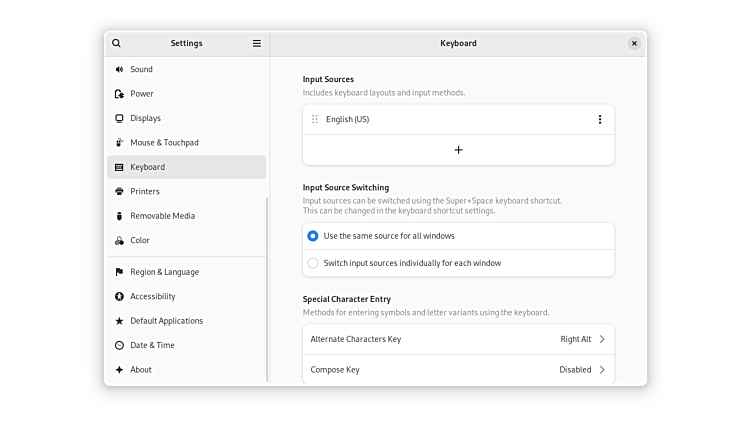 Settings
Keyboard
Sound
Power
Displays
Mouse & Touchpad
Keyboard
Printers
Removable Media
Color
Region & Language
Accessibility
Default Applications
Date & Time
About
Input Sources
Includes keyboard layouts and input methods.
English (US)
Input Source Switching
Input sources can be switched using the Super+Space keyboard shortcut.
This can be changed in the keyboard shortcut settings.
Use the same source for all windows
Switch input sources individually for each window
Special Character Entry
Methods for entering symbols and letter variants using the keyboard.
Alternate Characters Key Right Alt
Compose Key Disabled